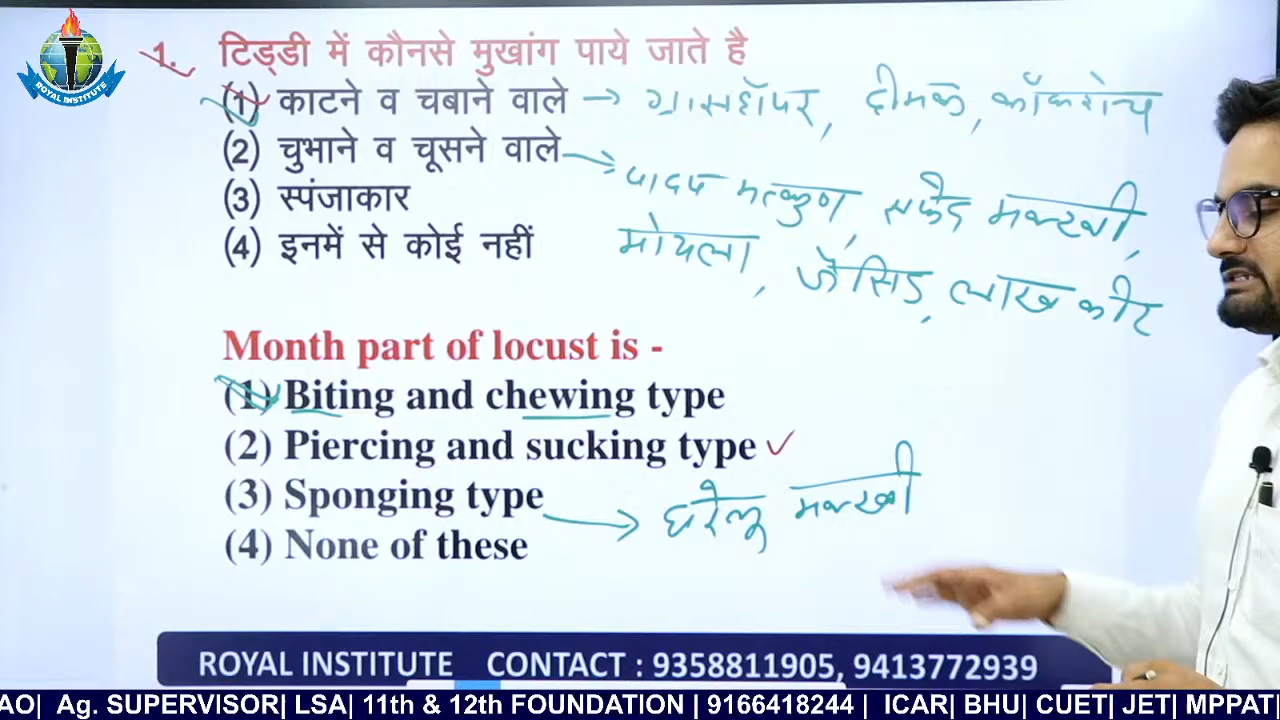 ROYAL INSTITUTE
1. टिड्डी में कौनसे मुखांग पाये जाते है
(1) काटने व चबाने वाले → ग्रासहॉपर, दीमक, कॉकरोच
(2) चुभाने व चूसने वाले → पादप मत्कुण, सफेद मक्खी,
(3) स्पंजाकार
मोयला, जैसिड, लाख कीट
(4) इनमें से कोई नहीं
Month part of locust is -
(1) Biting and chewing type
(2) Piercing and sucking type ✓
(3) Sponging type → घरेलू मक्खी
(4) None of these
ROYAL INSTITUTE CONTACT : 9358811905, 9413772939
AO| Ag. SUPERVISOR| LSA| 11th & 12th FOUNDATION | 9166418244 | ICAR| BHU| CUET| JET| MPPAT|